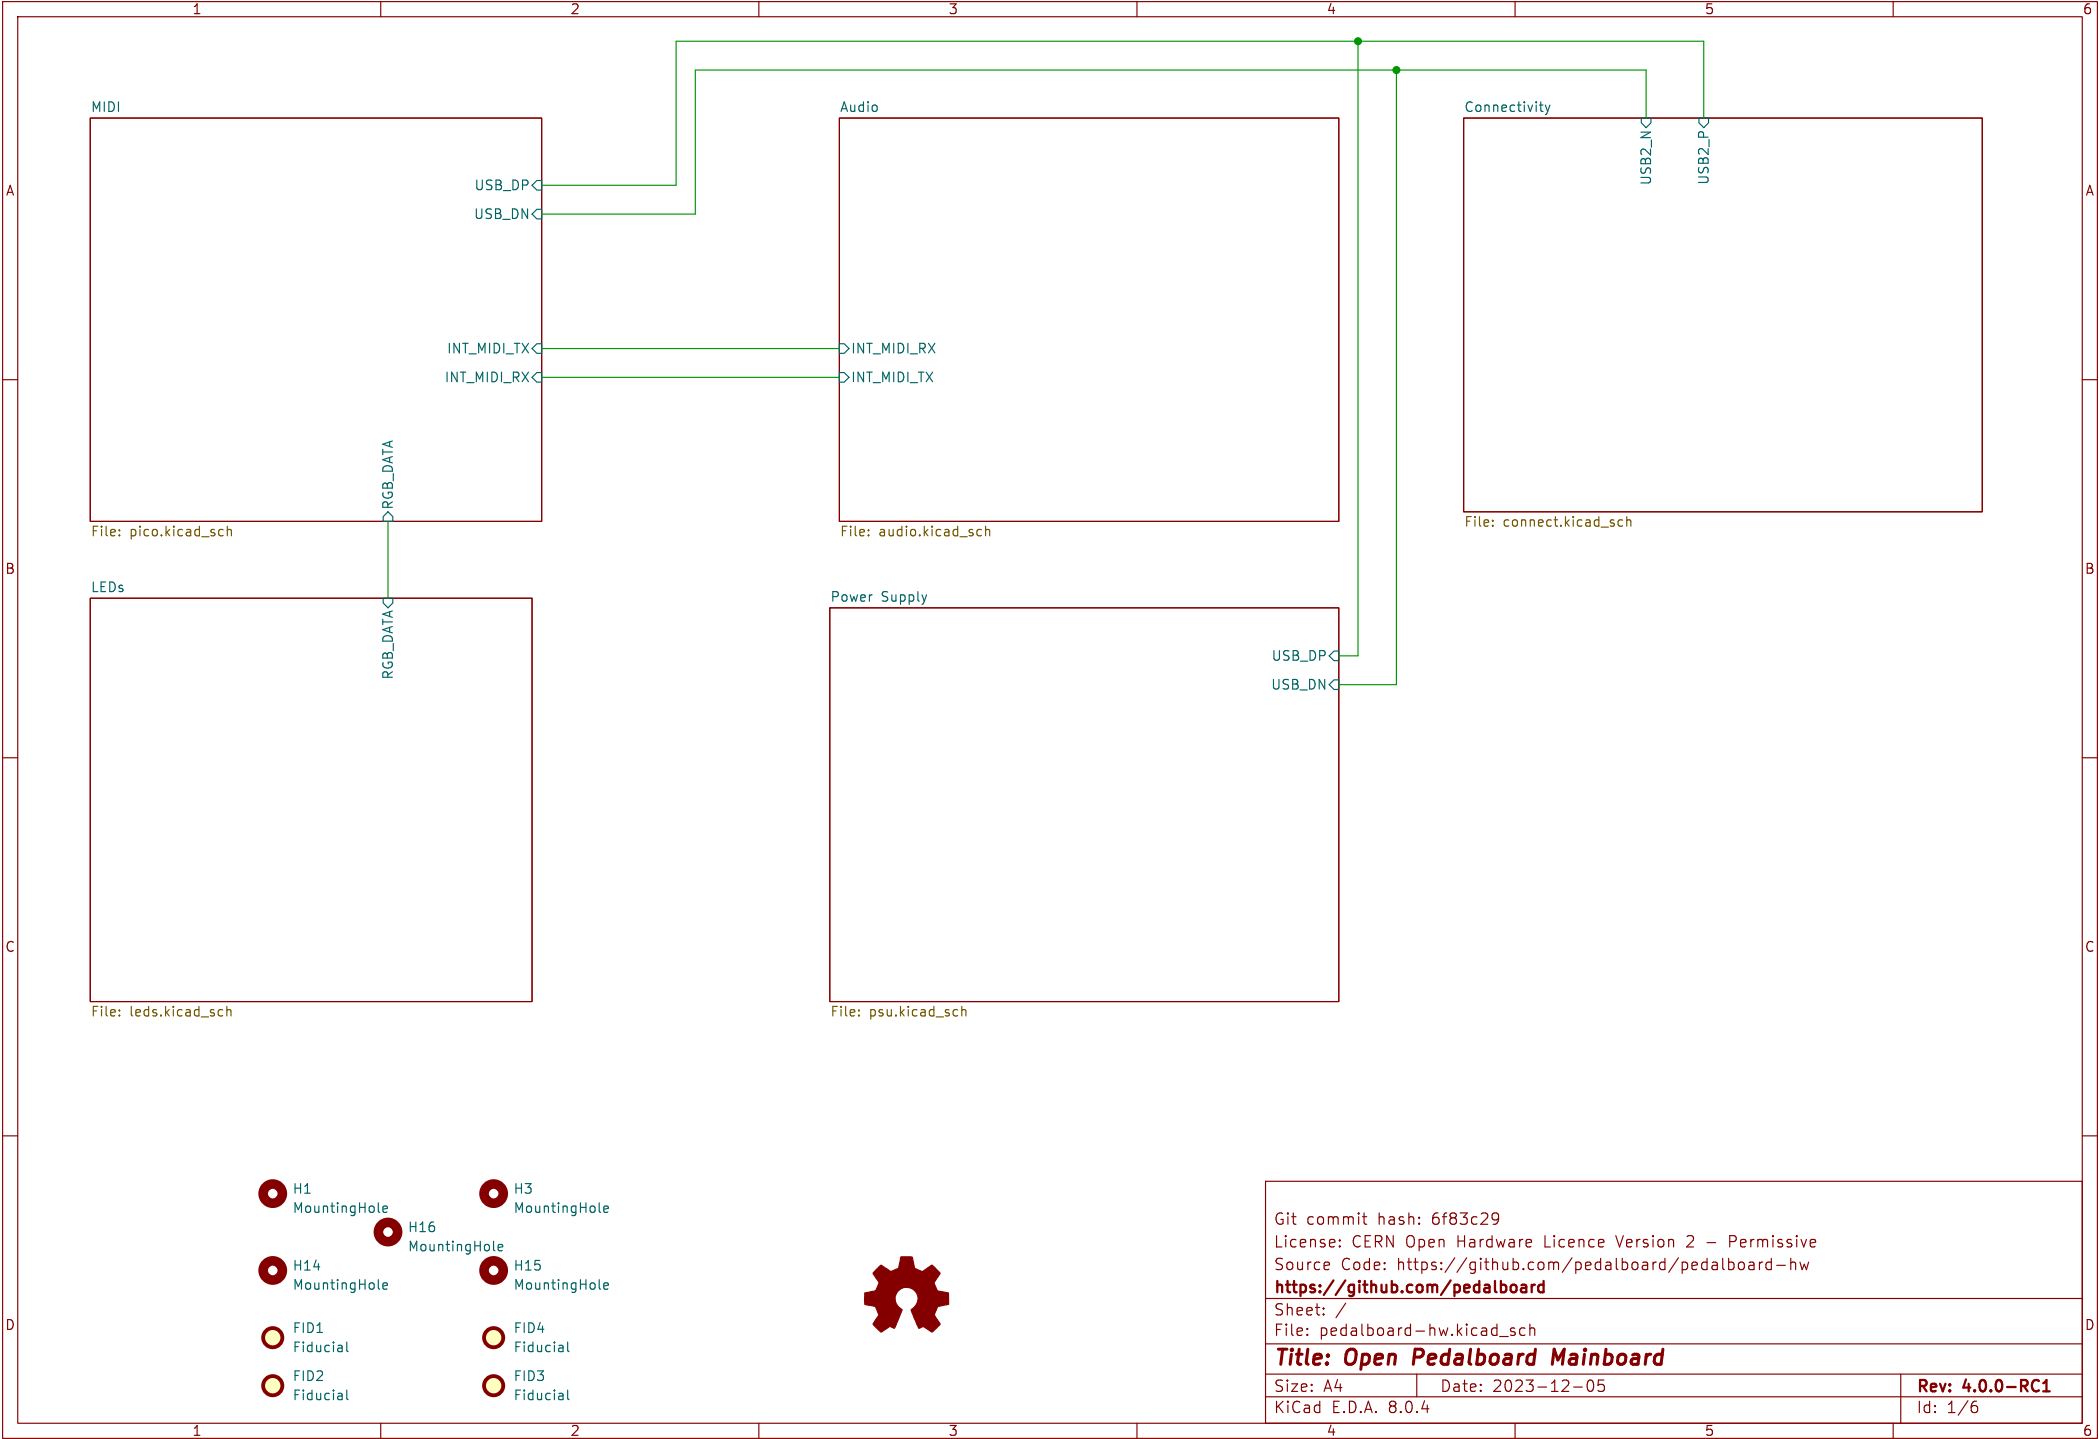 1 2 3 4 5 6
MIDI
Audio
Connectivity
USB2_N
USB2_P
USB_DP
USB_DN
A
A
INT_MIDI_TX
INT_MIDI_RX
INT_MIDI_RX
INT_MIDI_TX
RGB_DATA
File: pico.kicad_sch
File: audio.kicad_sch
File: connect.kicad_sch
B
B
LEDs
Power Supply
RGB_DATA
USB_DP
USB_DN
C
C
File: leds.kicad_sch
File: psu.kicad_sch
H1
MountingHole
H3
MountingHole
H16
MountingHole
H14
MountingHole
H15
MountingHole
FID1
Fiducial
FID4
Fiducial
FID2
Fiducial
FID3
Fiducial
D
D
Git commit hash: 6f83c29
License: CERN Open Hardware Licence Version 2 - Permissive
Source Code: https://github.com/pedalboard/pedalboard-hw
https://github.com/pedalboard
Sheet: /
File: pedalboard-hw.kicad_sch
Title: Open Pedalboard Mainboard
Size: A4
Date: 2023-12-05
Rev: 4.0.0-RC1
KiCad E.D.A. 8.0.4
Id: 1/6
1 2 3 4 5 6